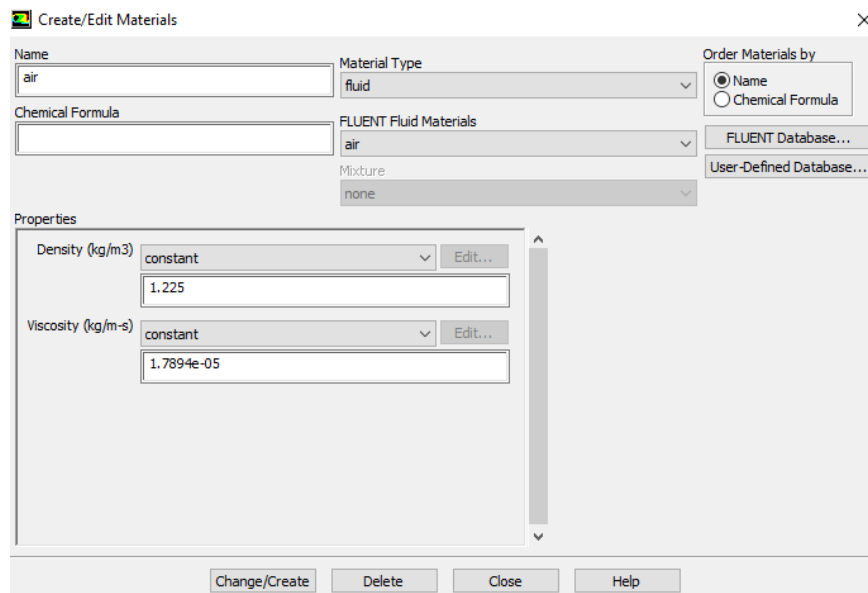 Create/Edit Materials
Name
air
Chemical Formula
Material Type
fluid
FLUENT Fluid Materials
air
Mixture
none
Order Materials by
Name
Chemical Formula
FLUENT Database...
User-Defined Database...
Properties
Density (kg/m3)
constant
Edit...
1.225
Viscosity (kg/m-s)
constant
Edit...
1.7894e-05
Change/Create
Delete
Close
Help